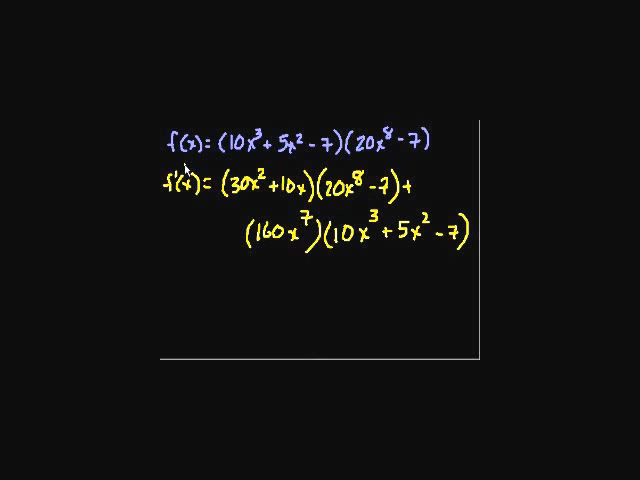 f(x) = (10x³ + 5x² - 7)(20x⁸ - 7)
f'(x) = (30x² + 10x)(20x⁸ - 7) +
(160x⁷)(10x³ + 5x² - 7)